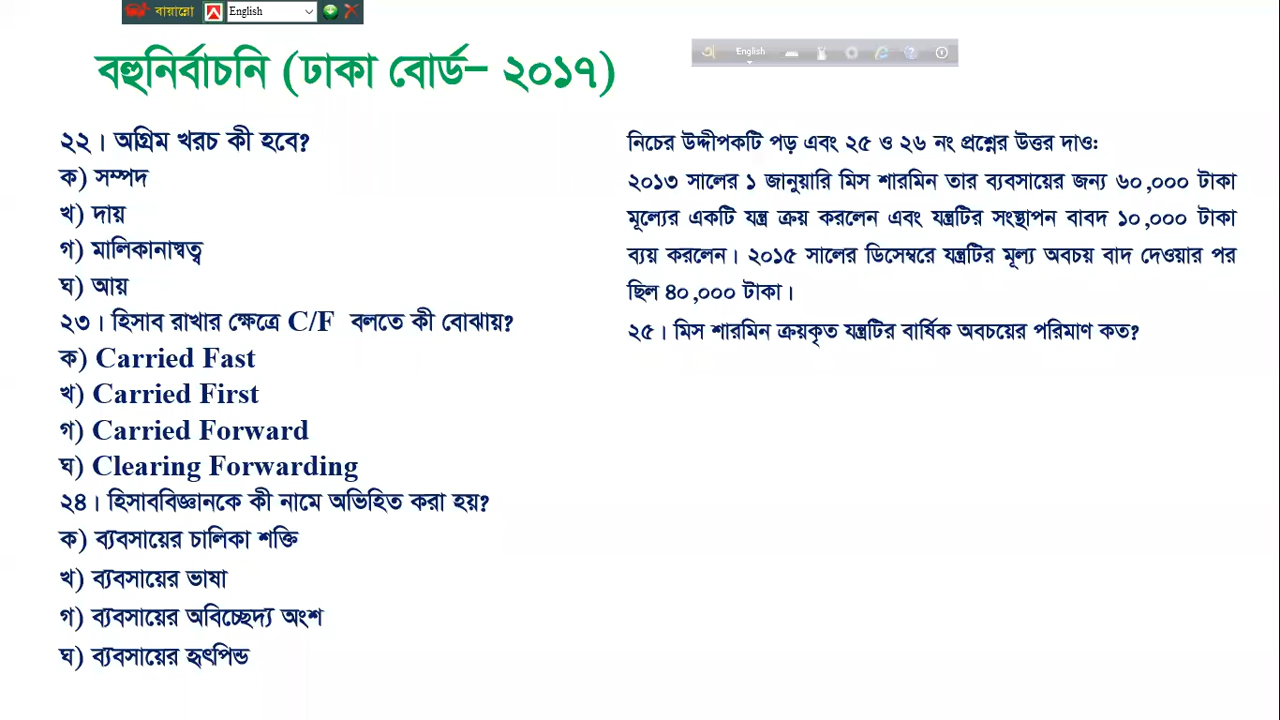 বায়ান্নো
English
English
বহুনির্বাচনি (ঢাকা বোর্ড– ২০১৭)
২২। অগ্রিম খরচ কী হবে?
ক) সম্পদ
খ) দায়
গ) মালিকানাস্বত্ব
ঘ) আয়
২৩। হিসাব রাখার ক্ষেত্রে C/F বলতে কী বোঝায়?
ক) Carried Fast
খ) Carried First
গ) Carried Forward
ঘ) Clearing Forwarding
২৪। হিসাববিজ্ঞানকে কী নামে অভিহিত করা হয়?
ক) ব্যবসায়ের চালিকা শক্তি
খ) ব্যবসায়ের ভাষা
গ) ব্যবসায়ের অবিচ্ছেদ্য অংশ
ঘ) ব্যবসায়ের হৃৎপিন্ড
নিচের উদ্দীপকটি পড় এবং ২৫ ও ২৬ নং প্রশ্নের উত্তর দাও:
২০১৩ সালের ১ জানুয়ারি মিস শারমিন তার ব্যবসায়ের জন্য ৬০,০০০ টাকা
মূল্যের একটি যন্ত্র ক্রয় করলেন এবং যন্ত্রটির সংস্থাপন বাবদ ১০,০০০ টাকা
ব্যয় করলেন। ২০১৫ সালের ডিসেম্বরে যন্ত্রটির মূল্য অবচয় বাদ দেওয়ার পর
ছিল ৪০,০০০ টাকা।
২৫। মিস শারমিন ক্রয়কৃত যন্ত্রটির বার্ষিক অবচয়ের পরিমাণ কত?